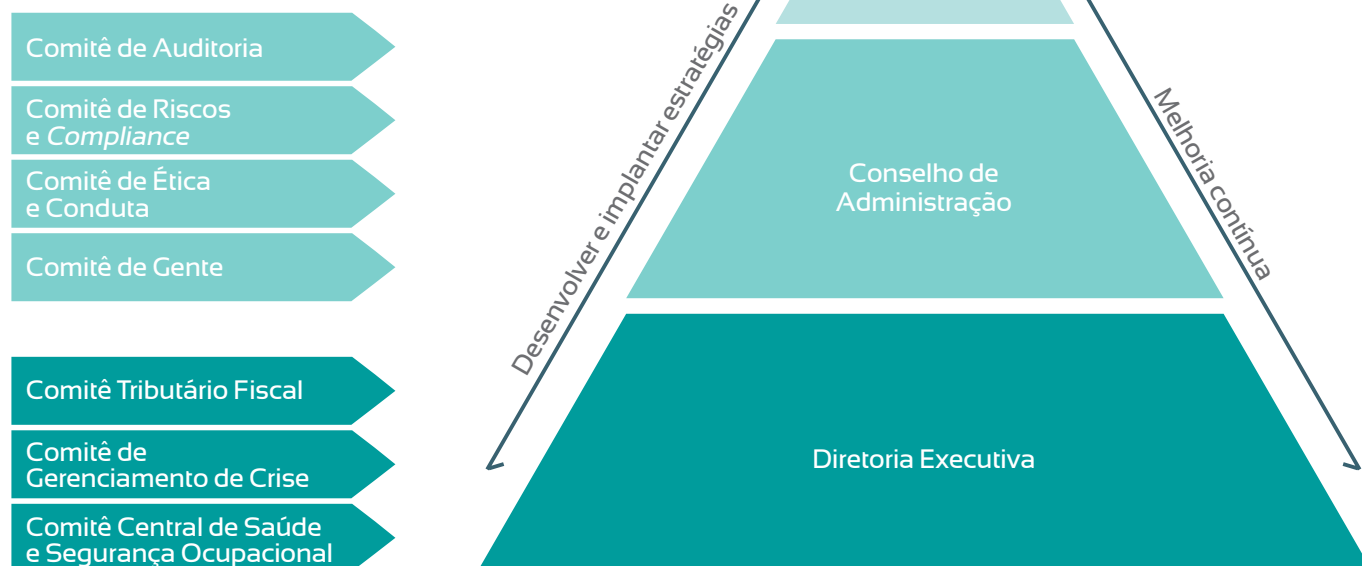 Comitê de Auditoria
Comitê de Riscos
e Compliance
Comitê de Ética
e Conduta
Comitê de Gente
Comitê Tributário Fiscal
Comitê de
Gerenciamento de Crise
Comitê Central de Saúde
e Segurança Ocupacional
Desenvolver e implantar estratégias
Melhoria contínua
Conselho de
Administração
Diretoria Executiva